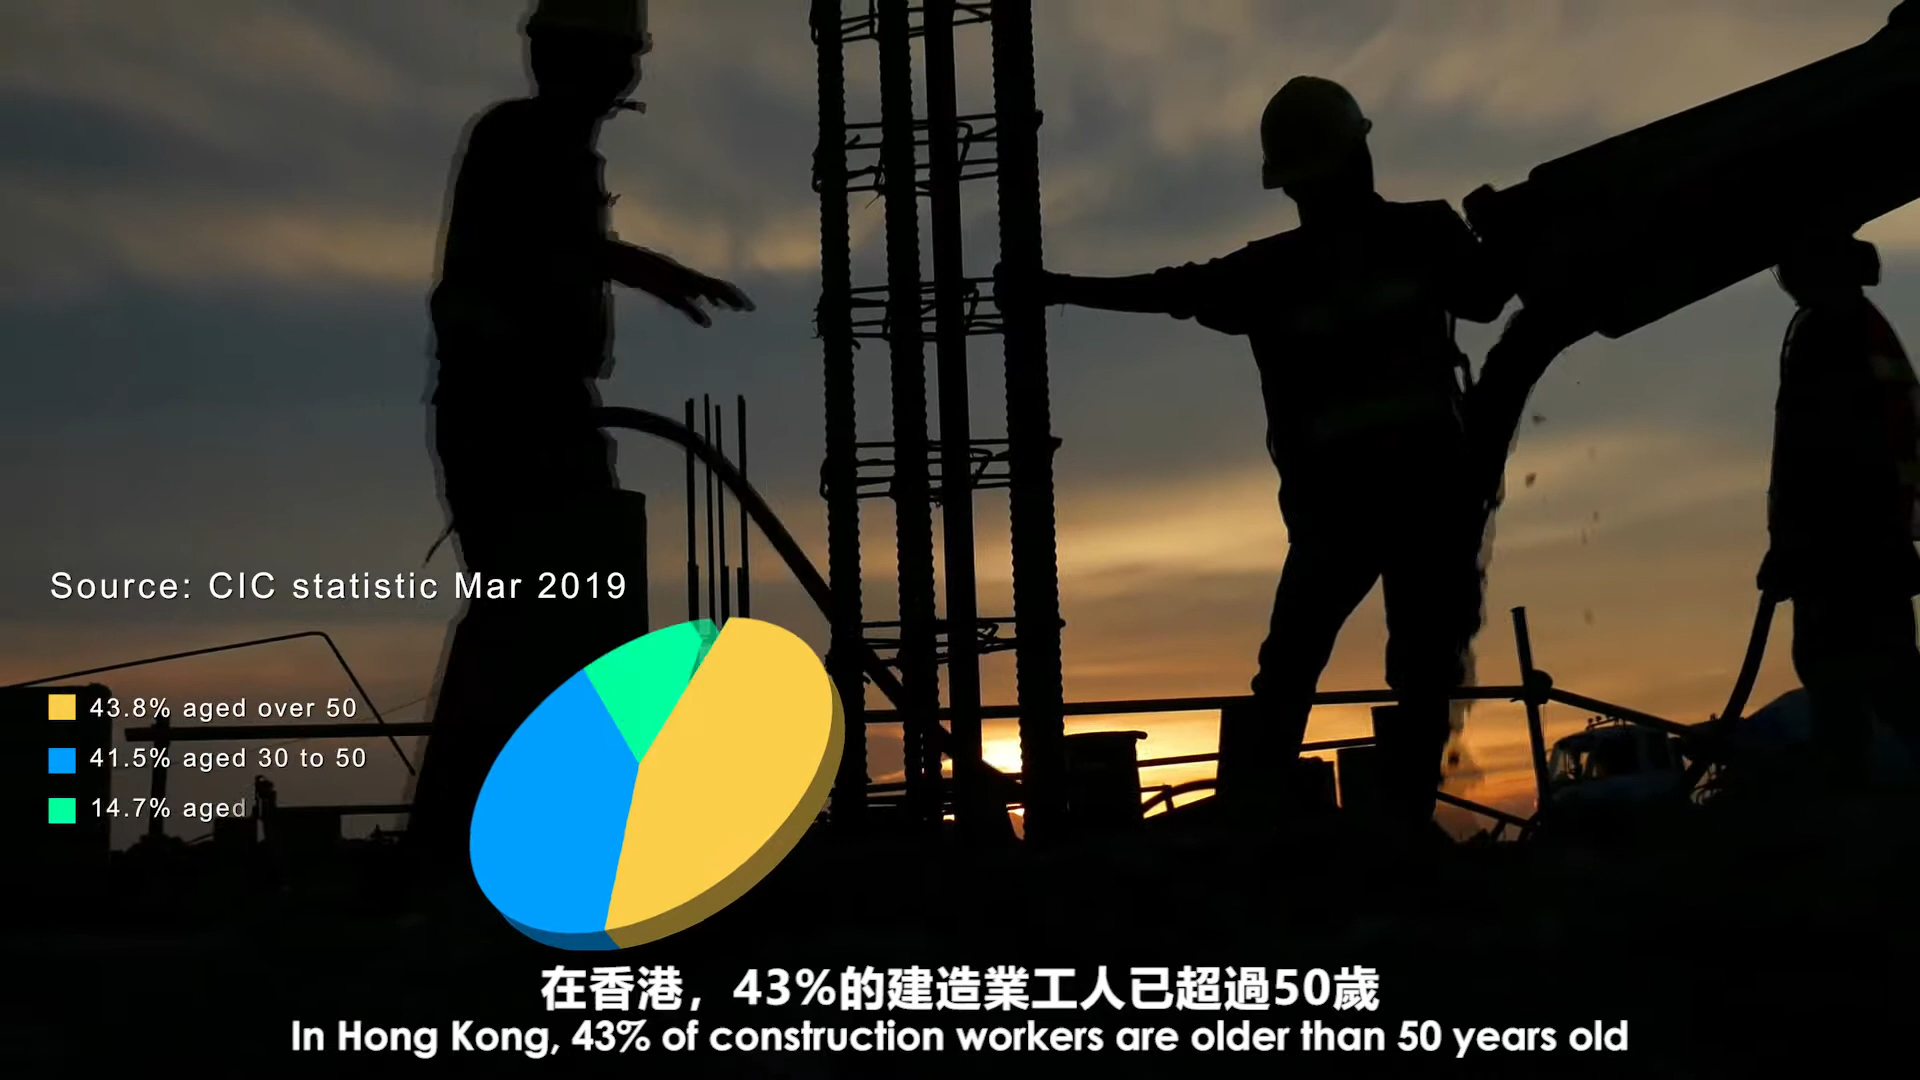 Source: CIC statistic Mar 2019
43.8% aged over 50
41.5% aged 30 to 50
14.7% aged
在香港，43%的建造業工人已超過50歲
In Hong Kong, 43% of construction workers are older than 50 years old